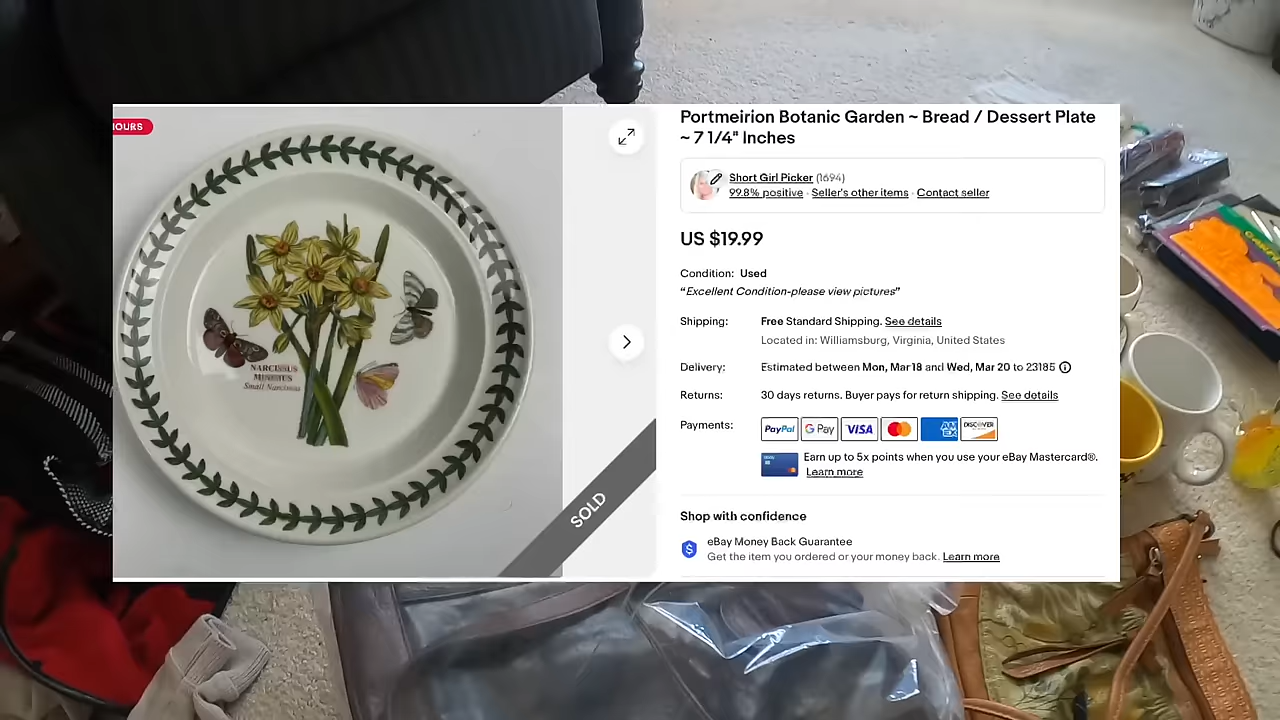 HOURS
NARCISSUS
MINIMUS
Small Narcissus
SOLD
Portmeirion Botanic Garden ~ Bread / Dessert Plate
~ 7 1/4" Inches
Short Girl Picker (1694)
99.8% positive · Seller's other items · Contact seller
US $19.99
Condition: Used
“Excellent Condition-please view pictures”
Shipping: Free Standard Shipping. See details
Located in: Williamsburg, Virginia, United States
Delivery: Estimated between Mon, Mar 18 and Wed, Mar 20 to 23185
Returns: 30 days returns. Buyer pays for return shipping. See details
Payments: PayPal G Pay VISA AMEX DISCOVER
Earn up to 5x points when you use your eBay Mastercard®.
Learn more
Shop with confidence
eBay Money Back Guarantee
Get the item you ordered or your money back. Learn more